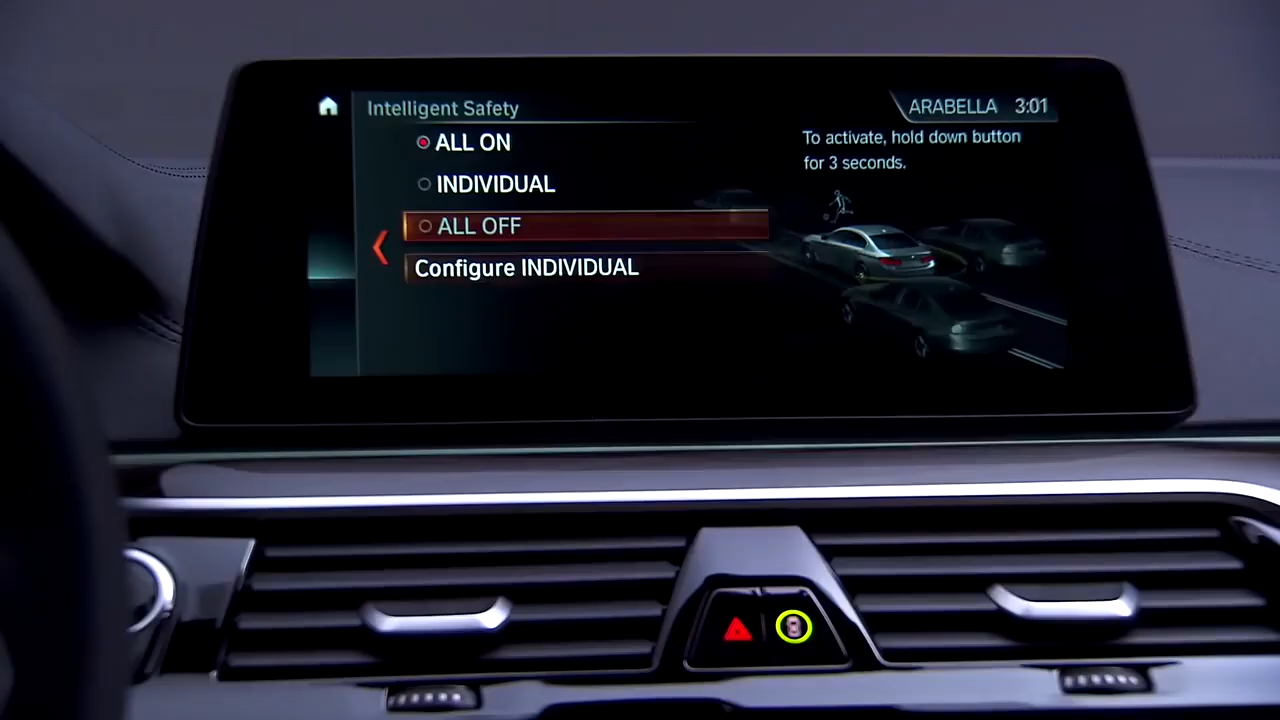 Intelligent Safety
ARABELLA 3:01
ALL ON
INDIVIDUAL
ALL OFF
Configure INDIVIDUAL
To activate, hold down button
for 3 seconds.